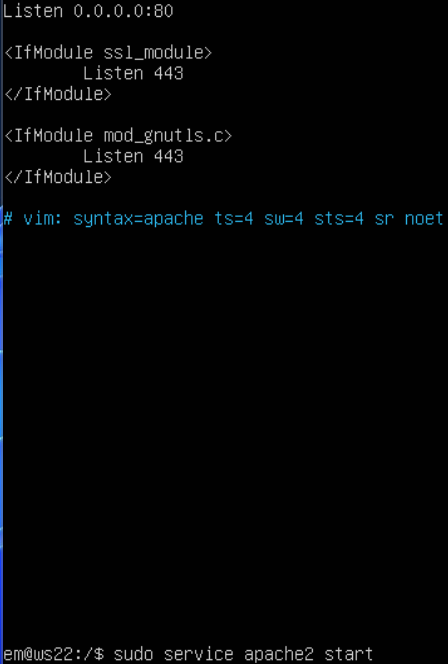 Listen 0.0.0.0:80
<IfModule ssl_module>
        Listen 443
</IfModule>
<IfModule mod_gnutls.c>
        Listen 443
</IfModule>
# vim: syntax=apache ts=4 sw=4 sts=4 sr noet
em@ws22:/$ sudo service apache2 start